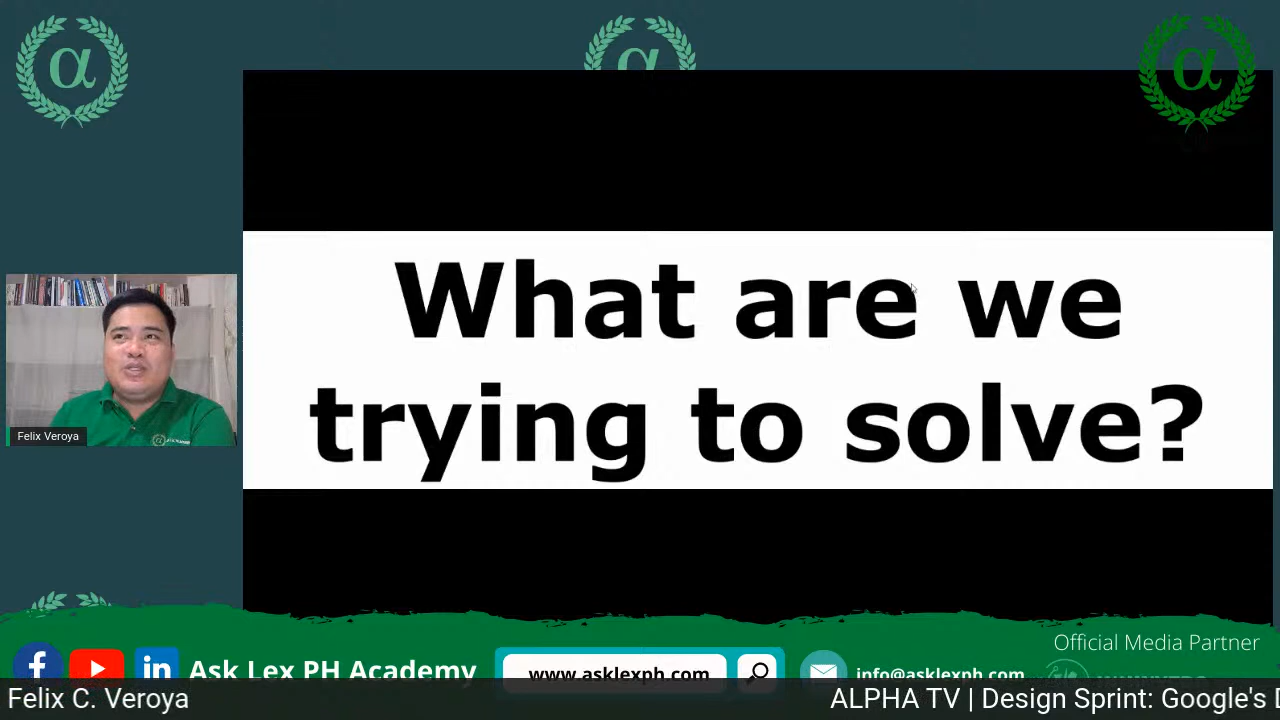 α
α
α
What are we
trying to solve?
Felix Veroya
Official Media Partner
f
in
Ask Lex PH Academy
www.asklexph.com
info@asklexph.com
Felix C. Veroya
ALPHA TV | Design Sprint: Google's